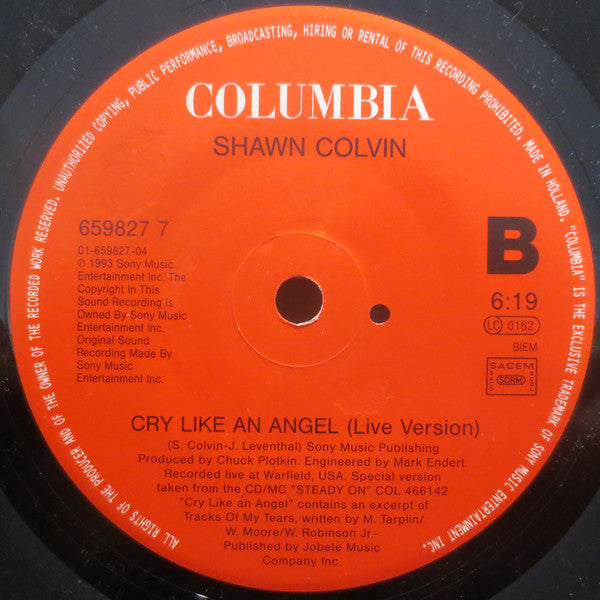 ALL RIGHTS OF THE PRODUCER AND OF THE OWNER OF THE RECORDED WORK RESERVED. UNAUTHORIZED COPYING, PUBLIC PERFORMANCE, BROADCASTING, HIRING OR RENTAL OF THIS RECORDING PROHIBITED. MADE IN HOLLAND. "COLUMBIA" IS THE EXCLUSIVE TRADEMARK OF SONY MUSIC ENTERTAINMENT INC.
COLUMBIA
SHAWN COLVIN
659827 7
01-659827-04
℗ 1993 Sony Music
Entertainment Inc. The
Copyright In This
Sound Recording is
Owned By Sony Music
Entertainment Inc.
Original Sound
Recording Made By
Sony Music
Entertainment Inc.
B
6:19
LC 0162
BIEM
SACEM
SDRM
CRY LIKE AN ANGEL (Live Version)
(S. Colvin-J. Leventhal) Sony Music Publishing
Produced by Chuck Plotkin. Engineered by Mark Endert.
Recorded live at Warfield, USA. Special version
taken from the CD/MC "STEADY ON" COL 466142
"Cry Like an Angel" contains an excerpt of
Tracks Of My Tears, written by M. Tarplin/
W. Moore/W. Robinson Jr -
Published by Jobete Music
Company Inc.